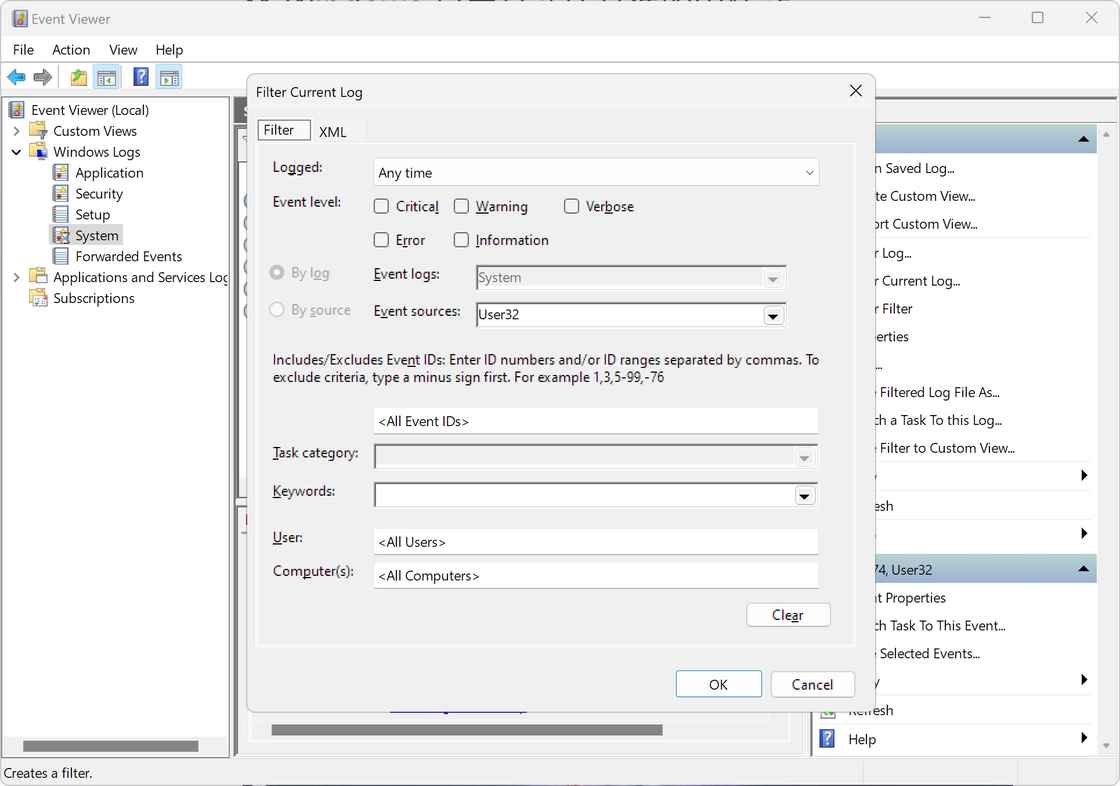 Event Viewer
File Action View Help
Event Viewer (Local)
Custom Views
Windows Logs
Application
Security
Setup
System
Forwarded Events
Applications and Services Log
Subscriptions
Filter Current Log
Filter XML
Logged: Any time
Event level: Critical Warning Verbose
Error Information
By log Event logs: System
By source Event sources: User32
Includes/Excludes Event IDs: Enter ID numbers and/or ID ranges separated by commas. To
exclude criteria, type a minus sign first. For example 1,3,5-99,-76
<All Event IDs>
Task category:
Keywords:
User: <All Users>
Computer(s): <All Computers>
Clear
OK Cancel
n Saved Log...
te Custom View...
ort Custom View...
r Log...
r Current Log...
r Filter
erties
...
e Filtered Log File As...
ch a Task To this Log...
e Filter to Custom View...
esh
74, User32
nt Properties
ch Task To This Event...
e Selected Events...
Refresh
Help
Creates a filter.